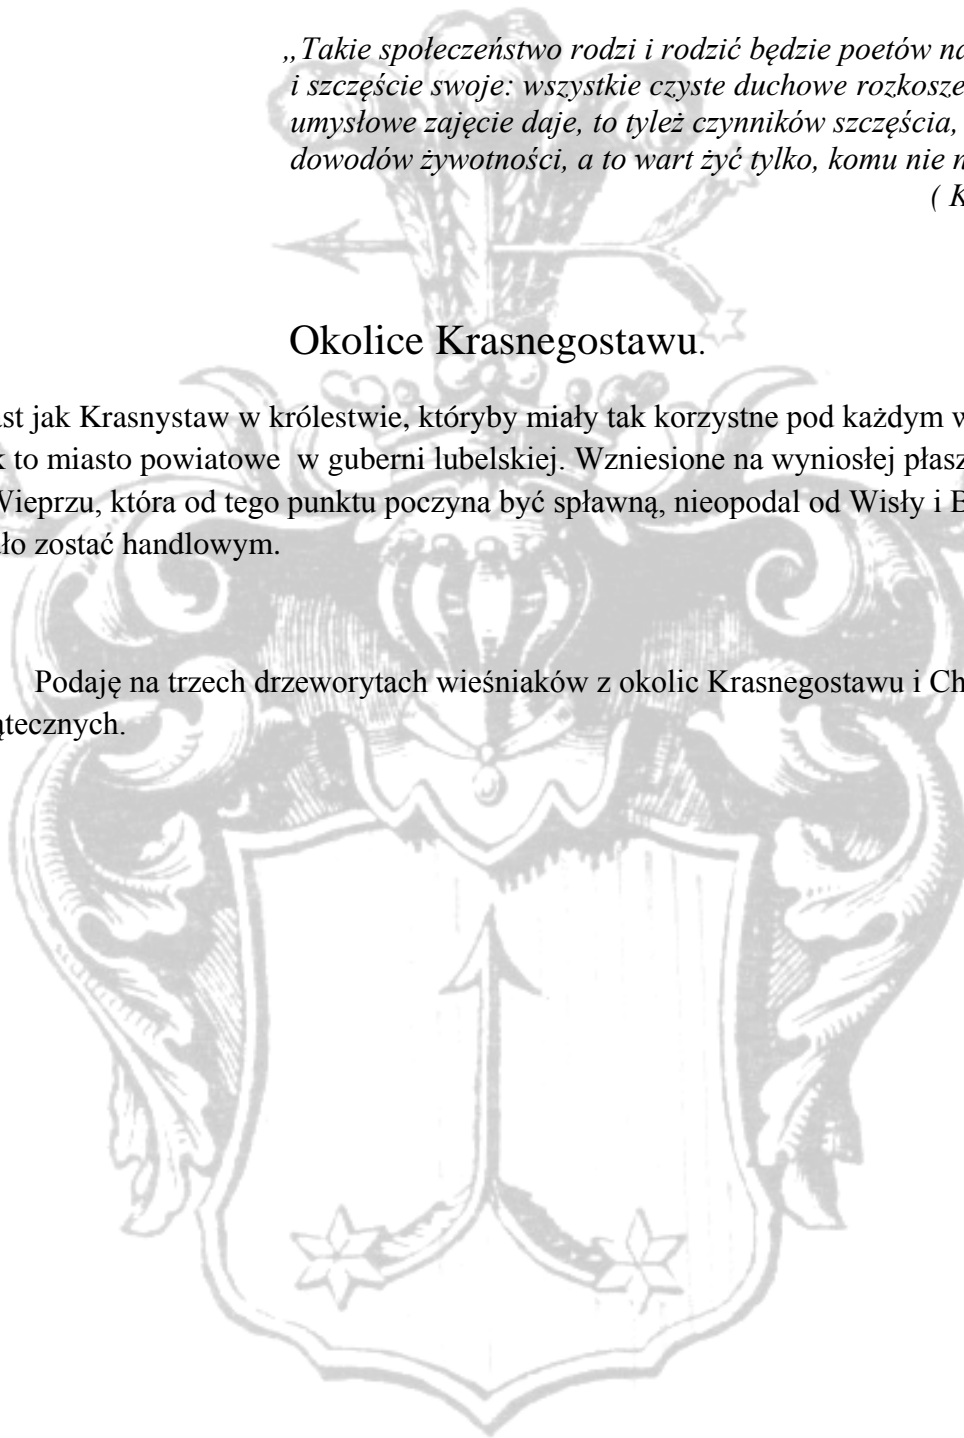 „Takie społeczeństwo rodzi i rodzić będzie poetów na
i szczęście swoje: wszystkie czyste duchowe rozkosze
umysłowe zajęcie daje, to tyleż czynników szczęścia,
dowodów żywotności, a to wart żyć tylko, komu nie
( K
Okolice Krasnegostawu.
ast jak Krasnystaw w królestwie, któryby miały tak korzystne pod każdym w
k to miasto powiatowe w guberni lubelskiej. Wzniesione na wyniosłej płasz
Wieprzu, która od tego punktu poczyna być spławną, nieopodal od Wisły i B
ło zostać handlowym.
Podaję na trzech drzeworytach wieśniaków z okolic Krasnegostawu i Ch
ątecznych.